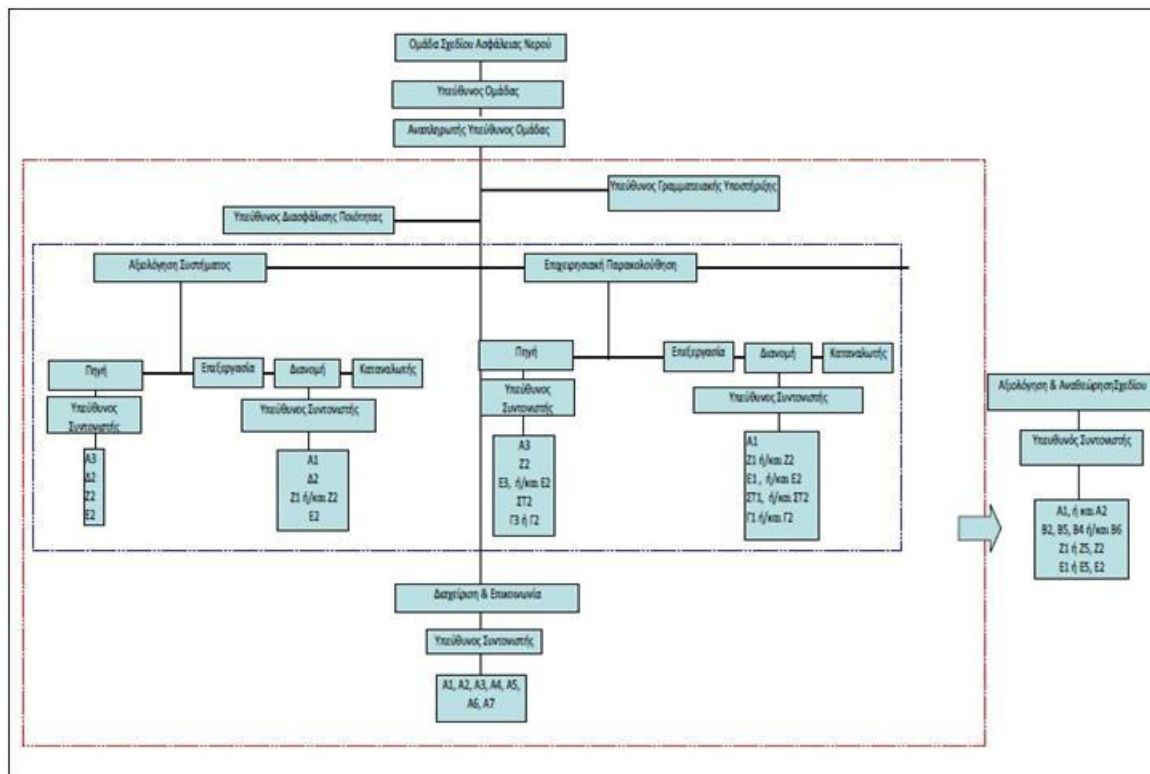 Ομάδα Σχεδίου Ασφάλειας Νερού
Υπεύθυνος Ομάδας
Αναπληρωτής Υπεύθυνος Ομάδας
Υπεύθυνος Γραμματειακής Υποστήριξης
Υπεύθυνος Διασφάλισης Ποιότητας
Αξιολόγηση Συστήματος
Επιχειρησιακή Παρακολούθηση
Πηγή
Επεξεργασία
Διανομή
Καταναλωτής
Υπεύθυνος
Συντονιστής
Α3
Δ2
Ζ2
Ε2
Υπεύθυνος Συντονιστής
Α1
Δ2
Ζ1 ή/και Ζ2
Ε2
Πηγή
Επεξεργασία
Διανομή
Καταναλωτής
Υπεύθυνος
Συντονιστής
Α3
Ζ2
Ε3, ή/και Ε2
ΣΤ2
Γ3 ή Γ2
Υπεύθυνος Συντονιστής
Α1
Ζ1 ή/και Ζ2
Ε1 , ή/και Ε2
ΣΤ1, ή/και ΣΤ2
Γ1 ή/και Γ2
Διαχείριση & Επικοινωνία
Υπεύθυνος Συντονιστής
Α1, Α2, Α3, Α4, Α5,
Α6, Α7
Αξιολόγηση & ΑναθεώρησηΣχεδίου
Υπευθυνός Συντονιστής
Α1, ή και Α2
Β2, Β5, Β4 ή/και Β6
Ζ1 ή Ζ5, Ζ2
Ε1 ή Ε5, Ε2